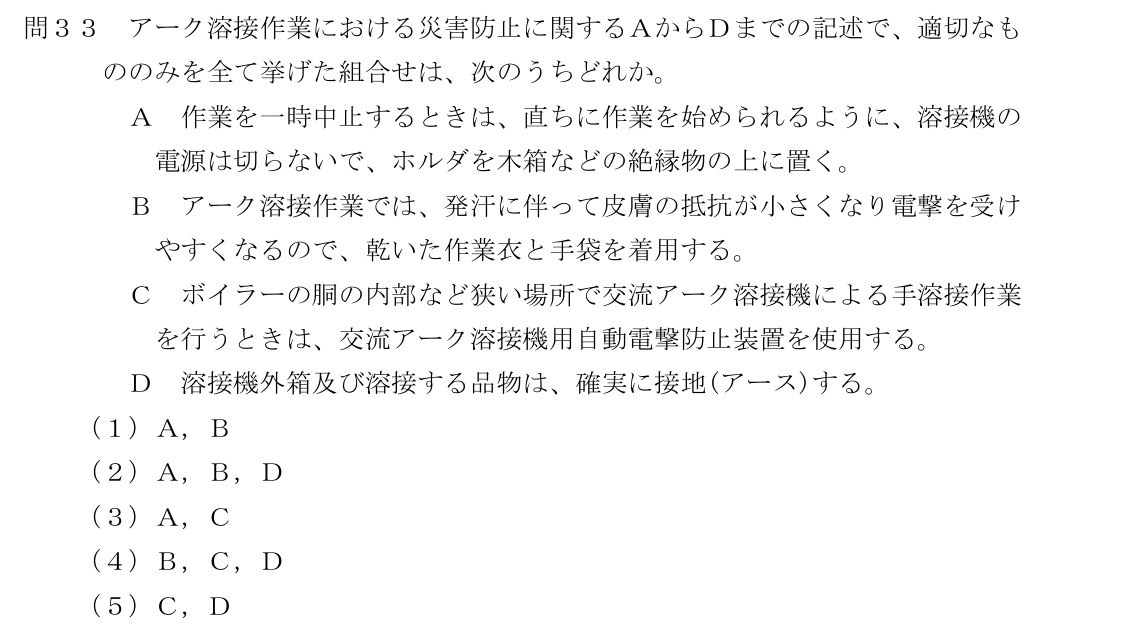 問３３　アーク溶接作業における災害防止に関するＡからＤまでの記述で、適切なも
ののみを全て挙げた組合せは、次のうちどれか。
Ａ　作業を一時中止するときは、直ちに作業を始められるように、溶接機の
電源は切らないで、ホルダを木箱などの絶縁物の上に置く。
Ｂ　アーク溶接作業では、発汗に伴って皮膚の抵抗が小さくなり電撃を受け
やすくなるので、乾いた作業衣と手袋を着用する。
Ｃ　ボイラーの胴の内部など狭い場所で交流アーク溶接機による手溶接作業
を行うときは、交流アーク溶接機用自動電撃防止装置を使用する。
Ｄ　溶接機外箱及び溶接する品物は、確実に接地(アース)する。
（１）Ａ，Ｂ
（２）Ａ，Ｂ，Ｄ
（３）Ａ，Ｃ
（４）Ｂ，Ｃ，Ｄ
（５）Ｃ，Ｄ